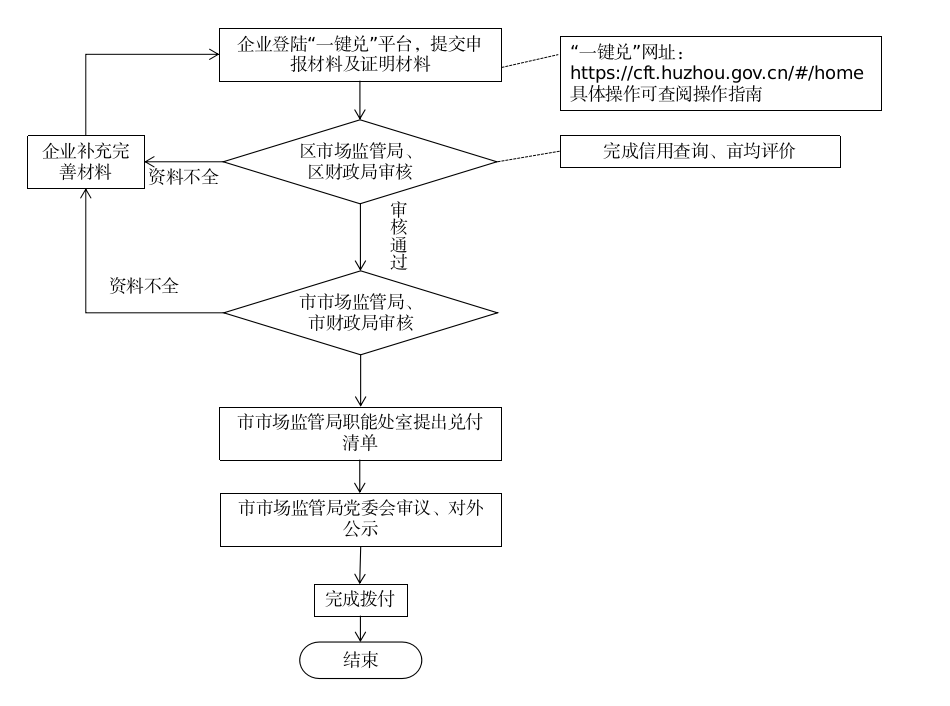 企业登陆“一键兑”平台，提交申
报材料及证明材料
“一键兑”网址：
https://cft.huzhou.gov.cn/#/home
具体操作可查阅操作指南
企业补充完
善材料
资料不全
区市场监管局、
区财政局审核
完成信用查询、亩均评价
审
核
通
过
资料不全
市市场监管局、
市财政局审核
市市场监管局职能处室提出兑付
清单
市市场监管局党委会审议、对外
公示
完成拨付
结束